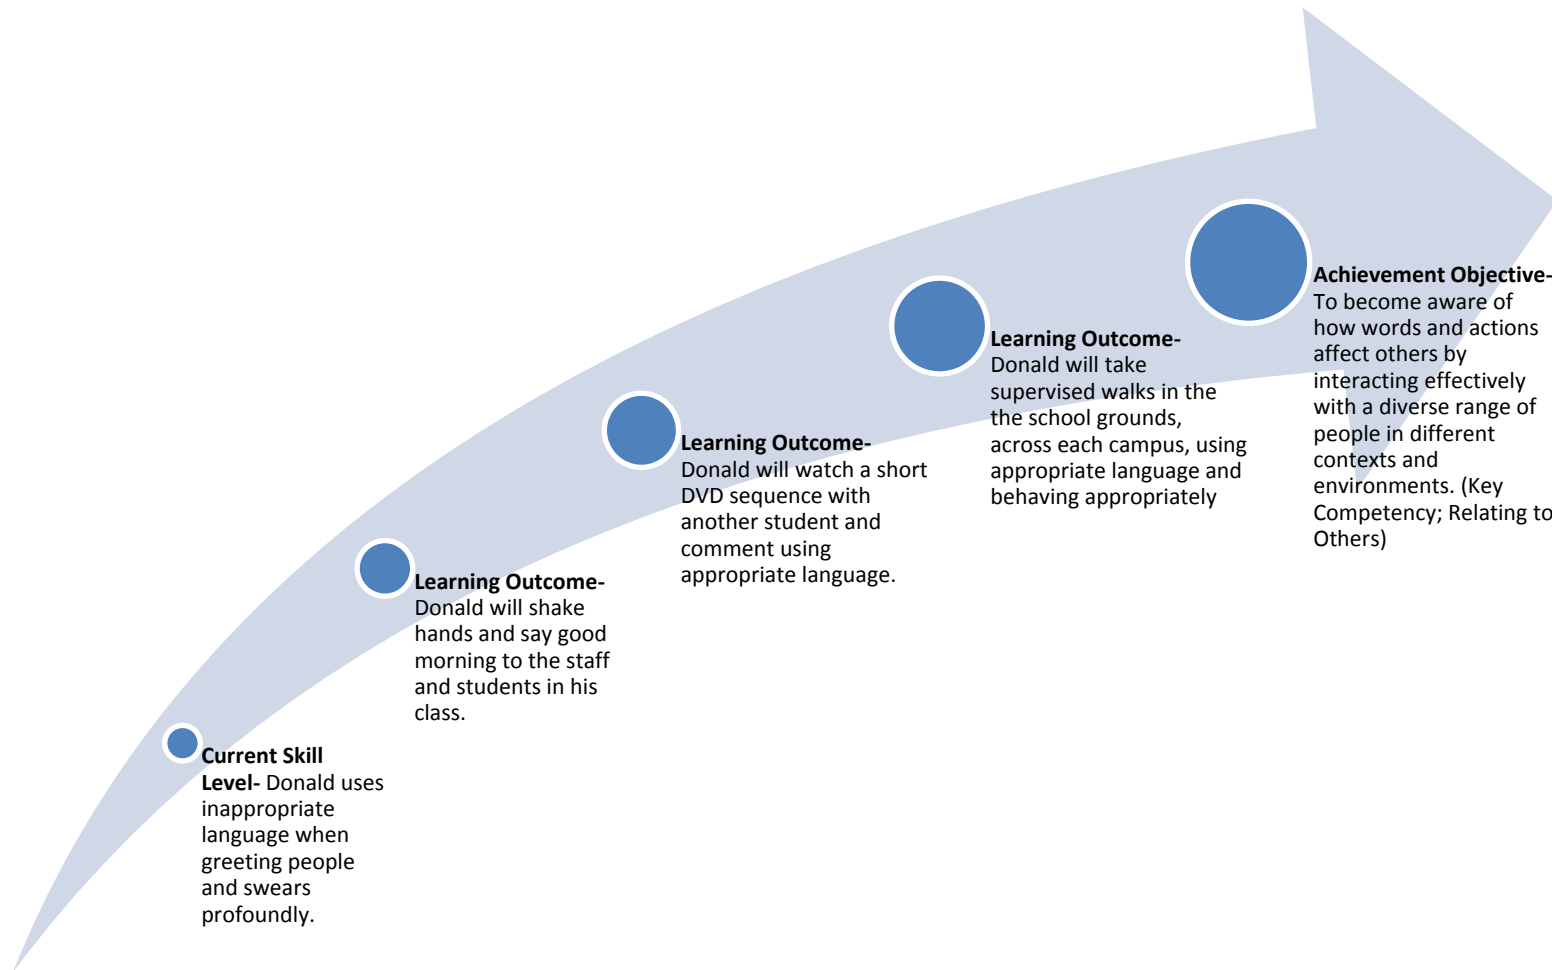 Current Skill
Level- Donald uses
inappropriate
language when
greeting people
and swears
profoundly.
Learning Outcome-
Donald will shake
hands and say good
morning to the staff
and students in his
class.
Learning Outcome-
Donald will watch a short
DVD sequence with
another student and
comment using
appropriate language.
Learning Outcome-
Donald will take
supervised walks in the
the school grounds,
across each campus, using
appropriate language and
behaving appropriately
Achievement Objective-
To become aware of
how words and actions
affect others by
interacting effectively
with a diverse range of
people in different
contexts and
environments. (Key
Competency; Relating to
Others)